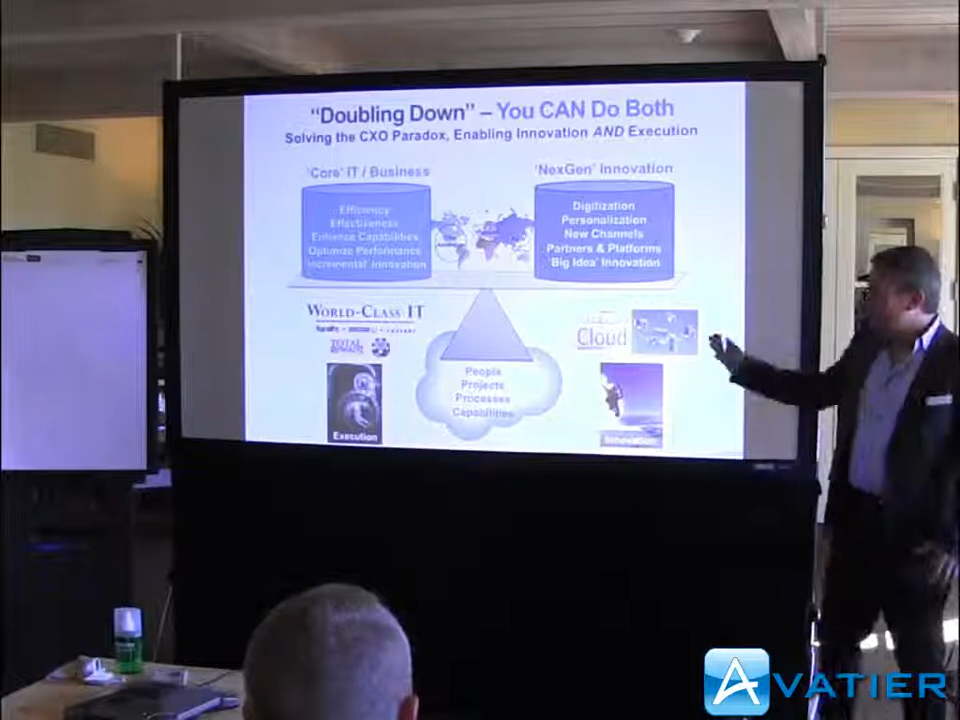 "Doubling Down" – You CAN Do Both
Solving the CXO Paradox, Enabling Innovation AND Execution
'Core' IT / Business
'NexGen' Innovation
Efficiency
Effectiveness
Enhance Capabilities
Optimize Performance
Incremental Innovation
Digitization
Personalization
New Channels
Partners & Platforms
'Big Idea' Innovation
WORLD-CLASS IT
TOTAL
Cloud
People
Projects
Processes
Capabilities
Execution
Innovation
AVATIER